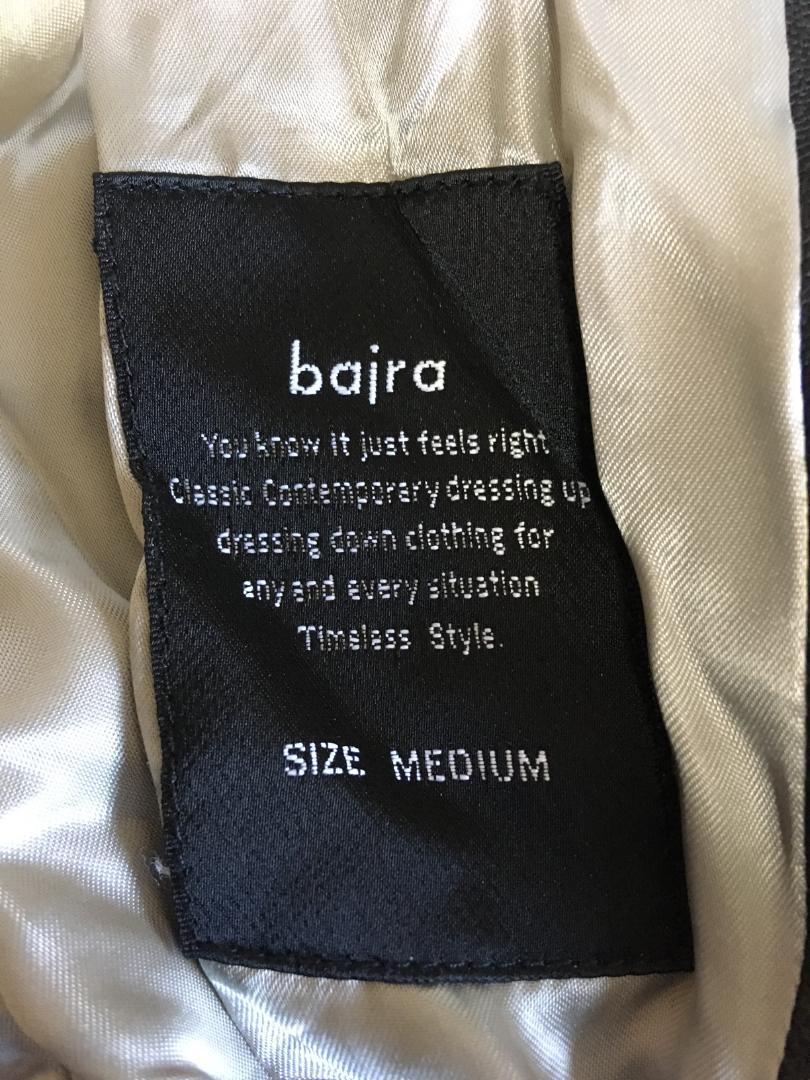 bajra
You know it just feels right
Classic Contemporary dressing up
dressing down clothing for
any and every situation
Timeless Style.
SIZE MEDIUM